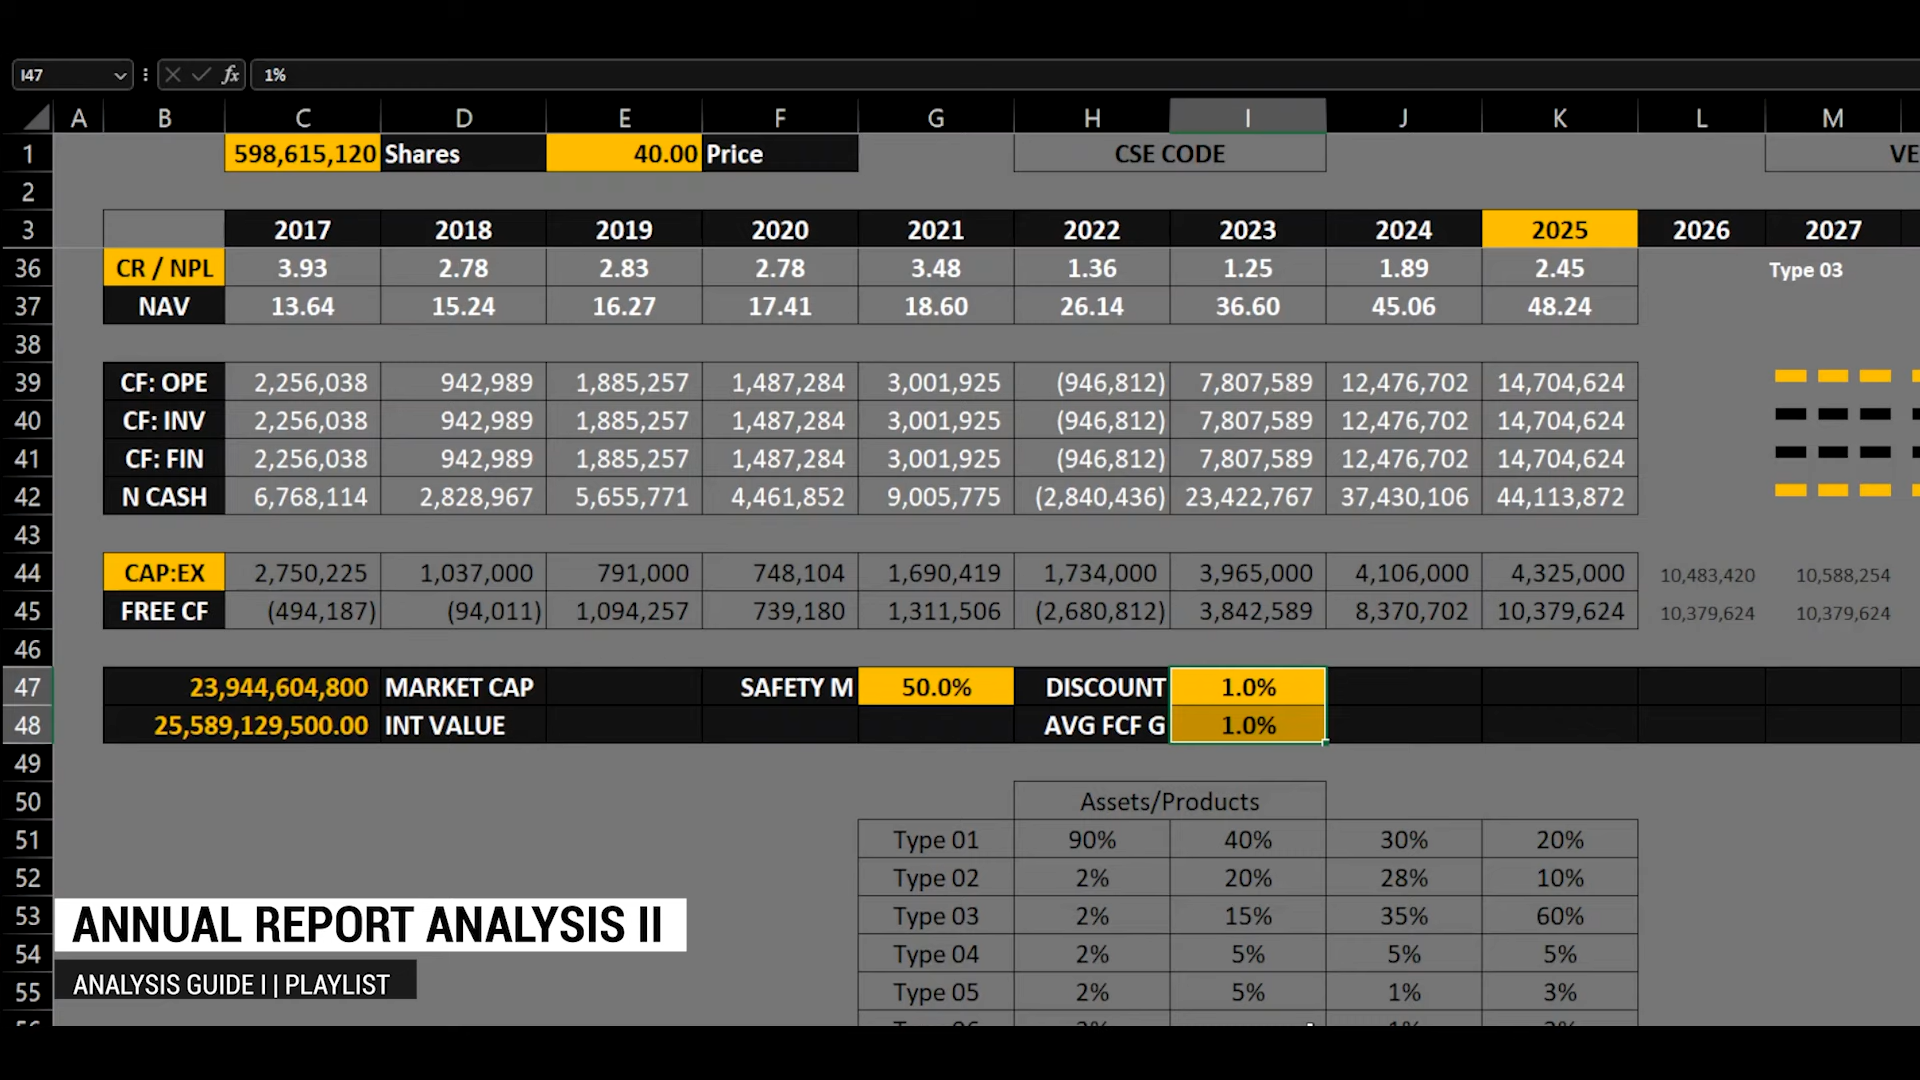 I47 fx 1%
A B C D E F G H I J K L M
1 598,615,120 Shares 40.00 Price CSE CODE VE
2
3 2017 2018 2019 2020 2021 2022 2023 2024 2025 2026 2027
36 CR / NPL 3.93 2.78 2.83 2.78 3.48 1.36 1.25 1.89 2.45 Type 03
37 NAV 13.64 15.24 16.27 17.41 18.60 26.14 36.60 45.06 48.24
38
39 CF: OPE 2,256,038 942,989 1,885,257 1,487,284 3,001,925 (946,812) 7,807,589 12,476,702 14,704,624
40 CF: INV 2,256,038 942,989 1,885,257 1,487,284 3,001,925 (946,812) 7,807,589 12,476,702 14,704,624
41 CF: FIN 2,256,038 942,989 1,885,257 1,487,284 3,001,925 (946,812) 7,807,589 12,476,702 14,704,624
42 N CASH 6,768,114 2,828,967 5,655,771 4,461,852 9,005,775 (2,840,436) 23,422,767 37,430,106 44,113,872
43
44 CAP:EX 2,750,225 1,037,000 791,000 748,104 1,690,419 1,734,000 3,965,000 4,106,000 4,325,000 10,483,420 10,588,254
45 FREE CF (494,187) (94,011) 1,094,257 739,180 1,311,506 (2,680,812) 3,842,589 8,370,702 10,379,624 10,379,624 10,379,624
46
47 23,944,604,800 MARKET CAP SAFETY M 50.0% DISCOUNT 1.0%
48 25,589,129,500.00 INT VALUE AVG FCF G 1.0%
49
50 Assets/Products
51 Type 01 90% 40% 30% 20%
52 Type 02 2% 20% 28% 10%
53 Type 03 2% 15% 35% 60%
54 Type 04 2% 5% 5% 5%
55 Type 05 2% 5% 1% 3%
ANNUAL REPORT ANALYSIS II
ANALYSIS GUIDE I | PLAYLIST